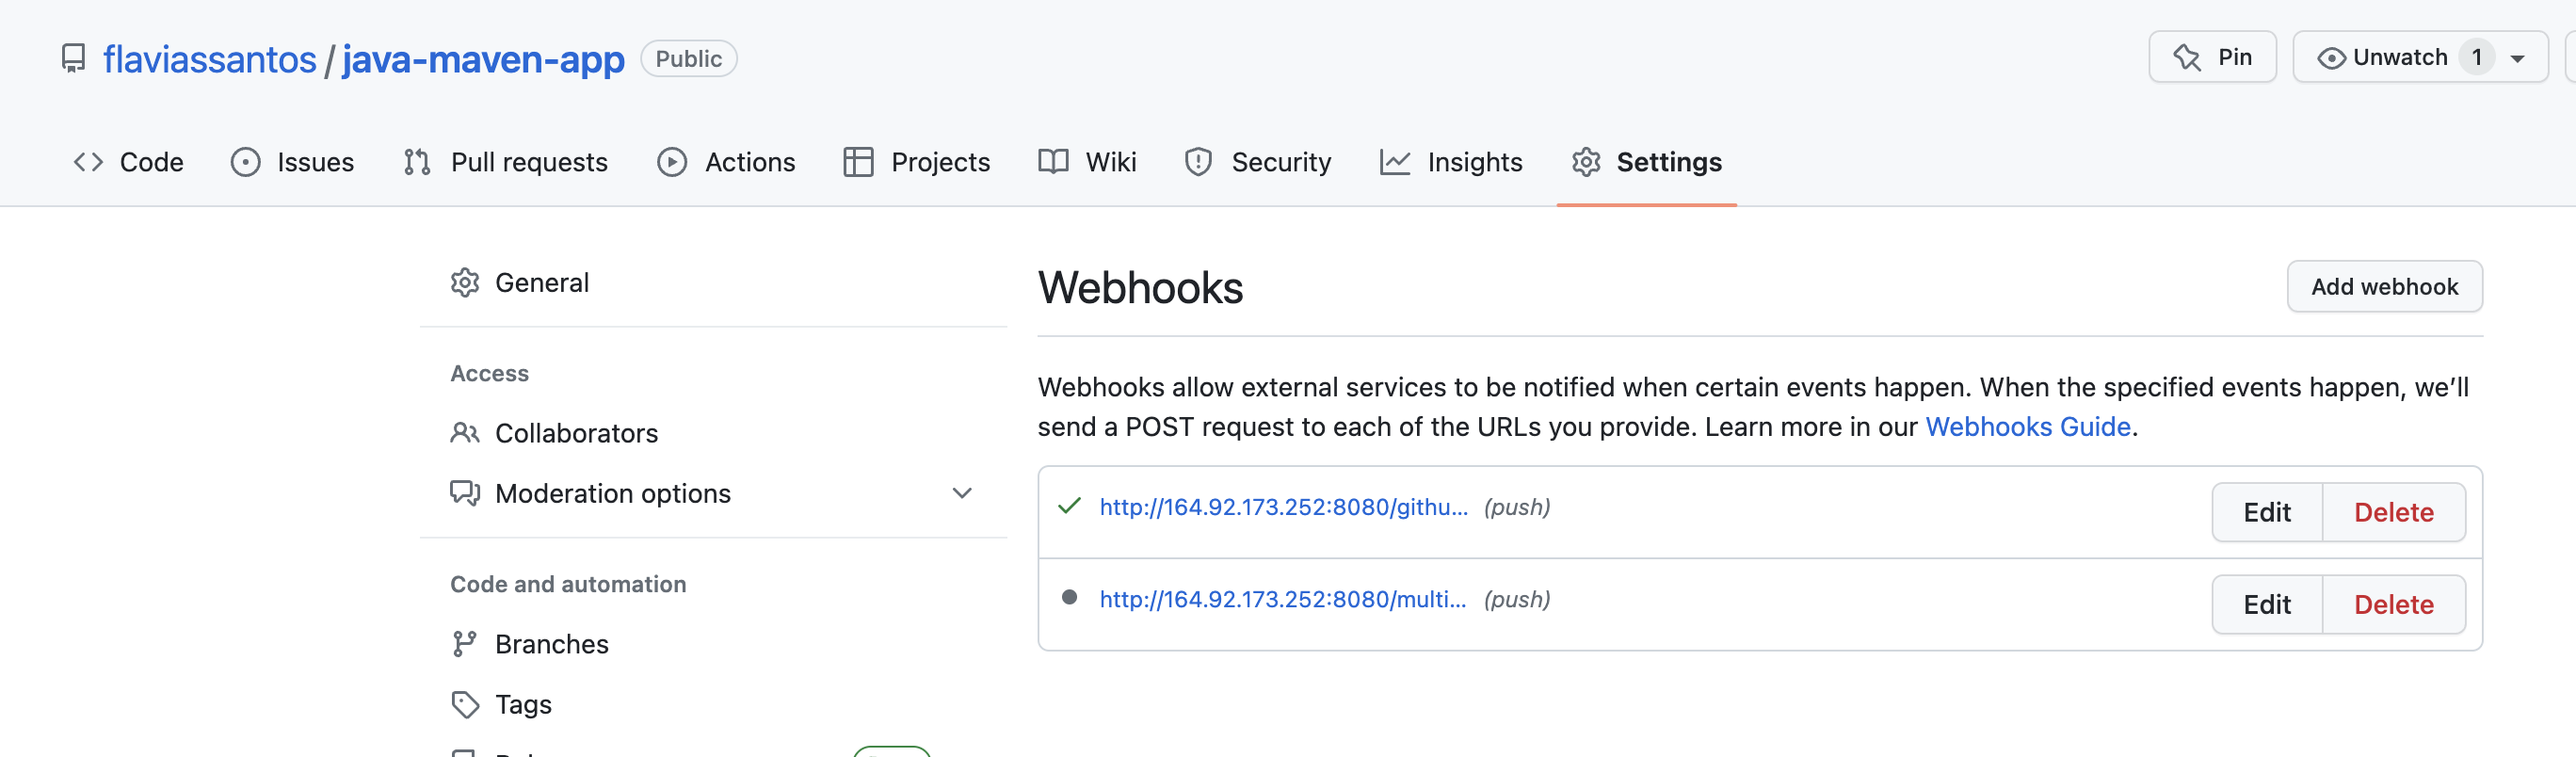 flaviassantos / java-maven-app Public
Pin
Unwatch 1
Code Issues Pull requests Actions Projects Wiki Security Insights Settings
General
Access
Collaborators
Moderation options
Code and automation
Branches
Tags
Webhooks
Add webhook
Webhooks allow external services to be notified when certain events happen. When the specified events happen, we’ll
send a POST request to each of the URLs you provide. Learn more in our Webhooks Guide.
http://164.92.173.252:8080/githu... (push)
Edit Delete
http://164.92.173.252:8080/multi... (push)
Edit Delete